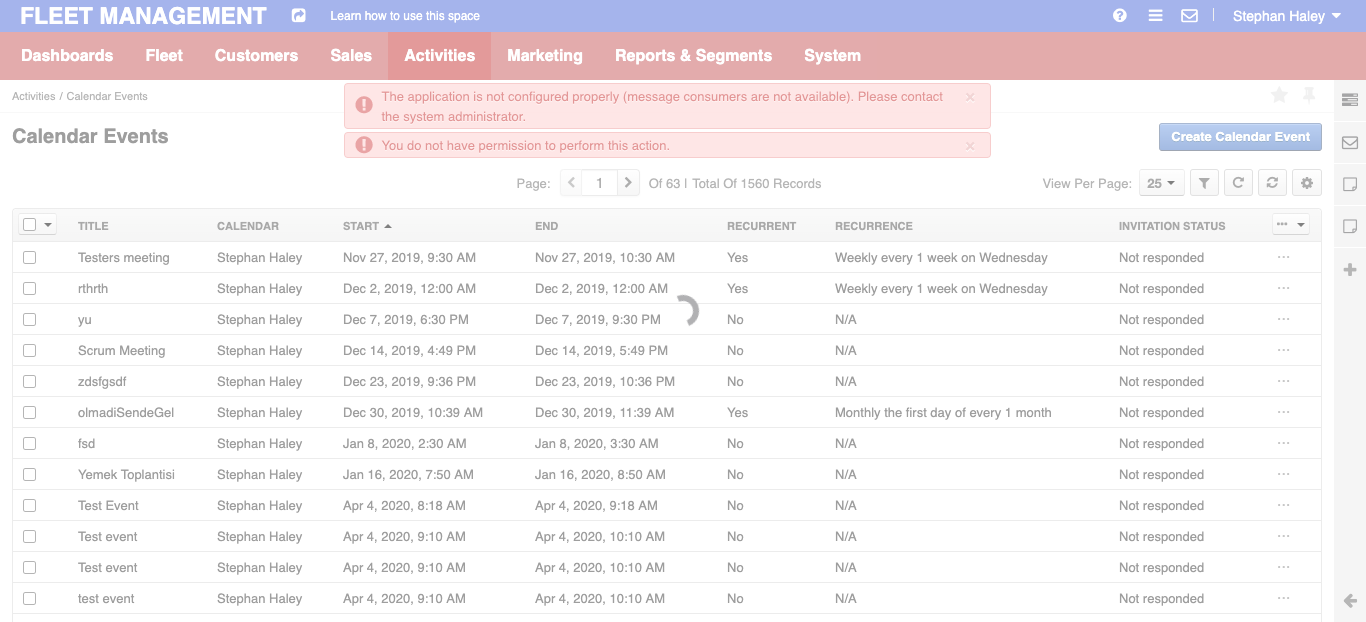 FLEET MANAGEMENT Learn how to use this space Stephan Haley
Dashboards Fleet Customers Sales Activities Marketing Reports & Segments System
Activities / Calendar Events
The application is not configured properly (message consumers are not available). Please contact
the system administrator.
You do not have permission to perform this action.
Calendar Events
Create Calendar Event
Page: 1 Of 63 | Total Of 1560 Records View Per Page: 25
TITLE CALENDAR START END RECURRENT RECURRENCE INVITATION STATUS
Testers meeting Stephan Haley Nov 27, 2019, 9:30 AM Nov 27, 2019, 10:30 AM Yes Weekly every 1 week on Wednesday Not responded
rthrth Stephan Haley Dec 2, 2019, 12:00 AM Dec 2, 2019, 12:00 AM Yes Weekly every 1 week on Wednesday Not responded
yu Stephan Haley Dec 7, 2019, 6:30 PM Dec 7, 2019, 9:30 PM No N/A Not responded
Scrum Meeting Stephan Haley Dec 14, 2019, 4:49 PM Dec 14, 2019, 5:49 PM No N/A Not responded
zdsfgsdf Stephan Haley Dec 23, 2019, 9:36 PM Dec 23, 2019, 10:36 PM No N/A Not responded
olmadiSendeGel Stephan Haley Dec 30, 2019, 10:39 AM Dec 30, 2019, 11:39 AM Yes Monthly the first day of every 1 month Not responded
fsd Stephan Haley Jan 8, 2020, 2:30 AM Jan 8, 2020, 3:30 AM No N/A Not responded
Yemek Toplantisi Stephan Haley Jan 16, 2020, 7:50 AM Jan 16, 2020, 8:50 AM No N/A Not responded
Test Event Stephan Haley Apr 4, 2020, 8:18 AM Apr 4, 2020, 9:18 AM No N/A Not responded
Test event Stephan Haley Apr 4, 2020, 9:10 AM Apr 4, 2020, 10:10 AM No N/A Not responded
Test event Stephan Haley Apr 4, 2020, 9:10 AM Apr 4, 2020, 10:10 AM No N/A Not responded
test event Stephan Haley Apr 4, 2020, 9:10 AM Apr 4, 2020, 10:10 AM No N/A Not responded